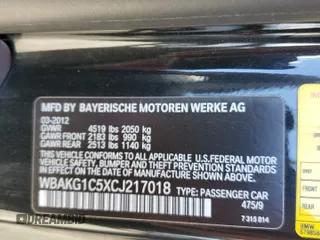 MFD BY BAYERISCHE MOTOREN WERKE AG
03-2012
GVWR 4519 lbs 2050 kg
GAWR FRONT 2183 lbs 990 kg
GAWR REAR 2513 lbs 1140 kg
THIS VEHICLE CONFORMS TO ALL APPLICABLE U.S. FEDERAL MOTOR
VEHICLE SAFETY, BUMPER AND THEFT
PREVENTION STANDARDS IN EFFECT ON THE
DATE OF MANUFACTURE SHOWN ABOVE.
WBAKG1C5XCJ217018 TYPE: PASSENGER CAR
475/9
7 315 814
BMW